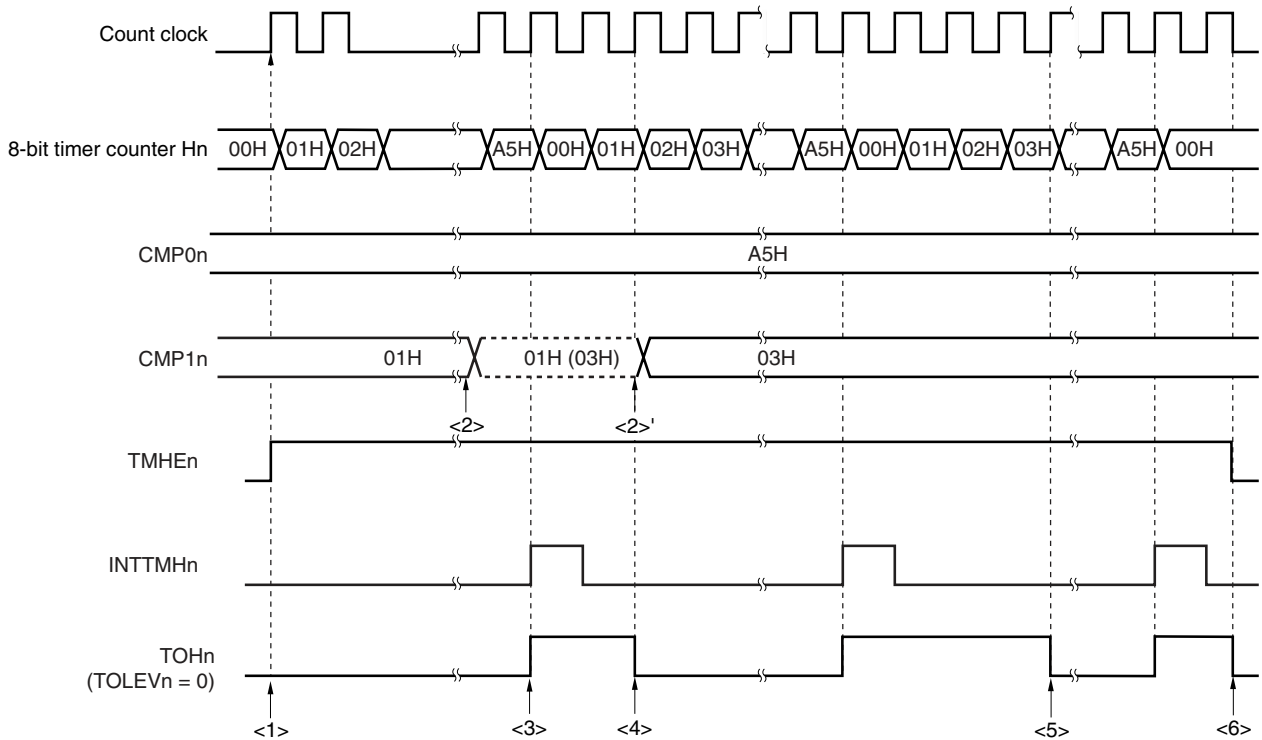 Count clock
8-bit timer counter Hn 00H 01H 02H A5H 00H 01H 02H 03H A5H 00H 01H 02H 03H A5H 00H
CMP0n A5H
CMP1n 01H 01H (03H) 03H
<2> <2>'
TMHEn
INTTMHn
TOHn
(TOLEVn = 0)
<1> <3> <4> <5> <6>